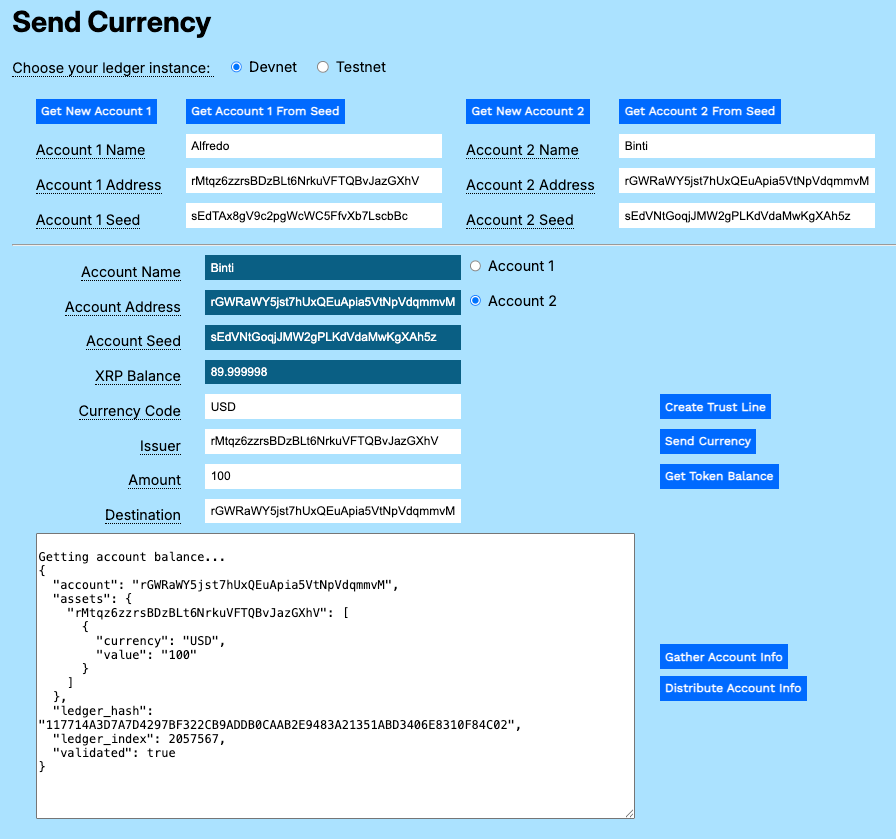 Send Currency
Choose your ledger instance: Devnet Testnet
Get New Account 1 Get Account 1 From Seed Get New Account 2 Get Account 2 From Seed
Account 1 Name Alfredo Account 2 Name Binti
Account 1 Address rMtqz6zzrsBDzBLt6NrkuVFTQBvJazGXhV Account 2 Address rGWRaWY5jst7hUxQEuApia5VtNpVdqmmvM
Account 1 Seed sEdTAx8gV9c2pgWcWC5FfvXb7LscbBc Account 2 Seed sEdVNtGoqjJMW2gPLKdVdaMwKgXAh5z
Account Name Binti Account 1
Account Address rGWRaWY5jst7hUxQEuApia5VtNpVdqmmvM Account 2
Account Seed sEdVNtGoqjJMW2gPLKdVdaMwKgXAh5z
XRP Balance 89.999998
Currency Code USD Create Trust Line
Issuer rMtqz6zzrsBDzBLt6NrkuVFTQBvJazGXhV Send Currency
Amount 100 Get Token Balance
Destination rGWRaWY5jst7hUxQEuApia5VtNpVdqmmvM
Getting account balance...
{
"account": "rGWRaWY5jst7hUxQEuApia5VtNpVdqmmvM",
"assets": {
"rMtqz6zzrsBDzBLt6NrkuVFTQBvJazGXhV": [
{
"currency": "USD",
"value": "100"
}
]
},
"ledger_hash":
"117714A3D7A7D4297BF322CB9ADDB0CAAB2E9483A21351ABD3406E8310F84C02",
"ledger_index": 2057567,
"validated": true
}
Gather Account Info
Distribute Account Info